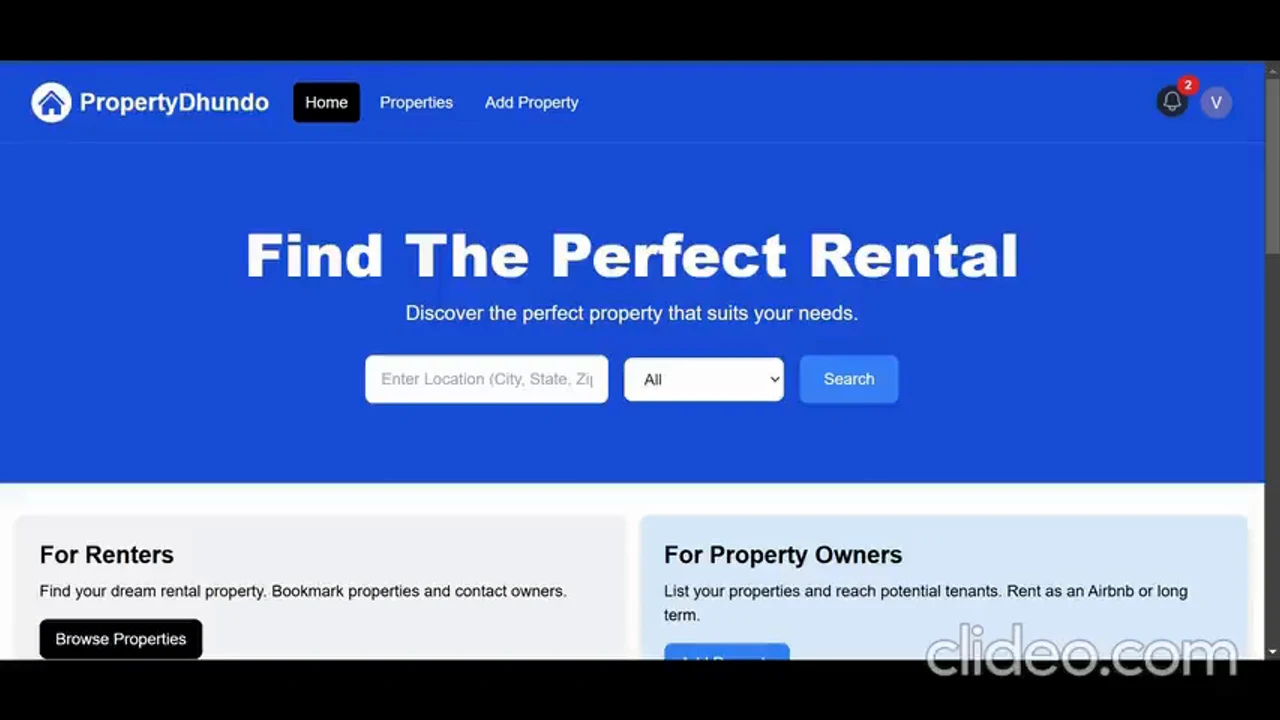 PropertyDhundo
Home
Properties
Add Property
2
V
Find The Perfect Rental
Discover the perfect property that suits your needs.
Enter Location (City, State, Zip
All
Search
For Renters
Find your dream rental property. Bookmark properties and contact owners.
Browse Properties
For Property Owners
List your properties and reach potential tenants. Rent as an Airbnb or long
term.
clideo.com